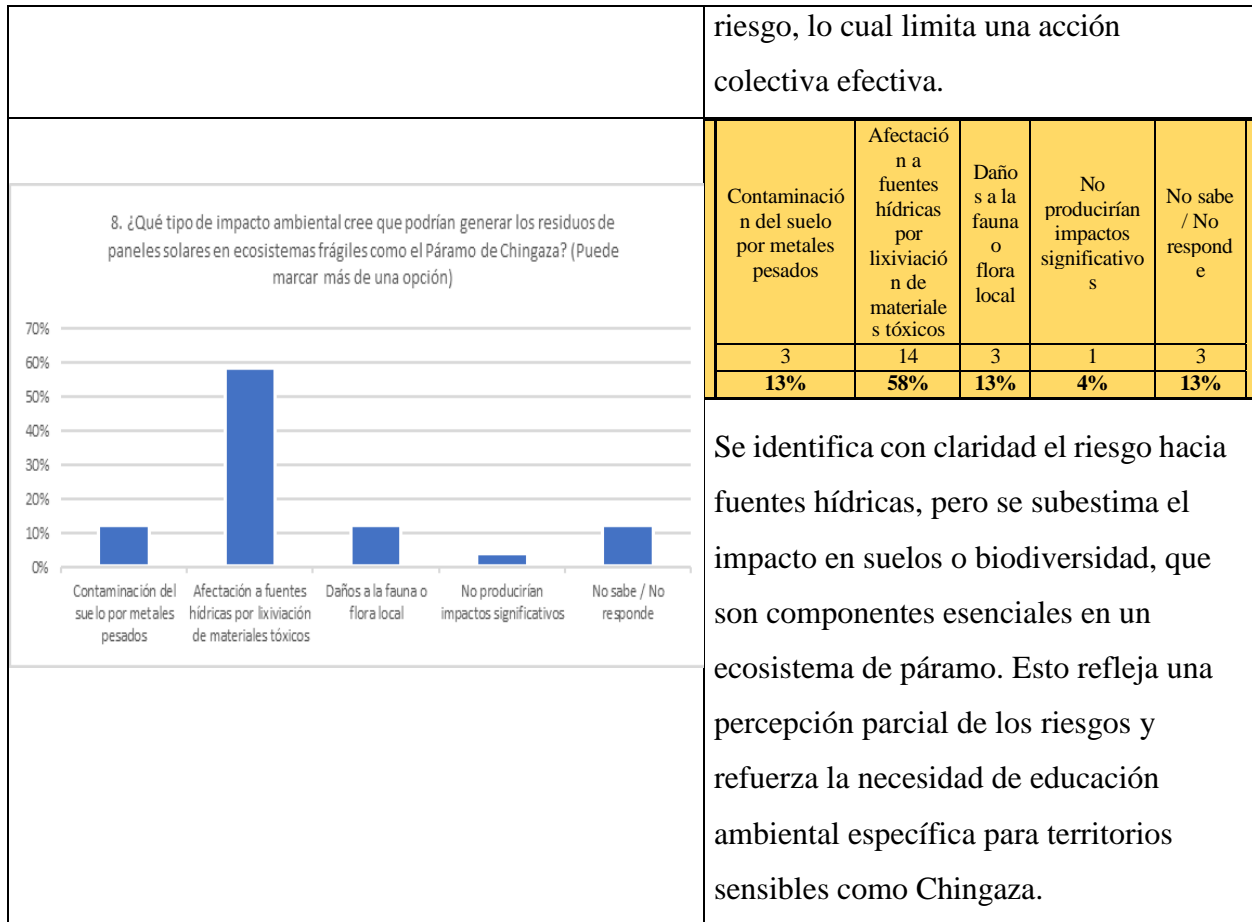 riesgo, lo cual limita una acción
colectiva efectiva.
8. ¿Qué tipo de impacto ambiental cree que podrían generar los residuos de
paneles solares en ecosistemas frágiles como el Páramo de Chingaza? (Puede
marcar más de una opción)
70%
60%
50%
40%
30%
20%
10%
0%
Contaminación del
suelo por metales
pesados
Afectación a fuentes
hídricas por lixiviación
de materiales tóxicos
Daños a la fauna o
flora local
No producirían
impactos significativos
No sabe / No
responde
Contaminació
n del suelo
por metales
pesados
Afectació
n a
fuentes
hídricas
por
lixiviació
n de
materiale
s tóxicos
Daño
s a la
fauna
o
flora
local
No
producirían
impactos
significativo
s
No sabe
/ No
respond
e
3 14 3 1 3
13% 58% 13% 4% 13%
Se identifica con claridad el riesgo hacia
fuentes hídricas, pero se subestima el
impacto en suelos o biodiversidad, que
son componentes esenciales en un
ecosistema de páramo. Esto refleja una
percepción parcial de los riesgos y
refuerza la necesidad de educación
ambiental específica para territorios
sensibles como Chingaza.